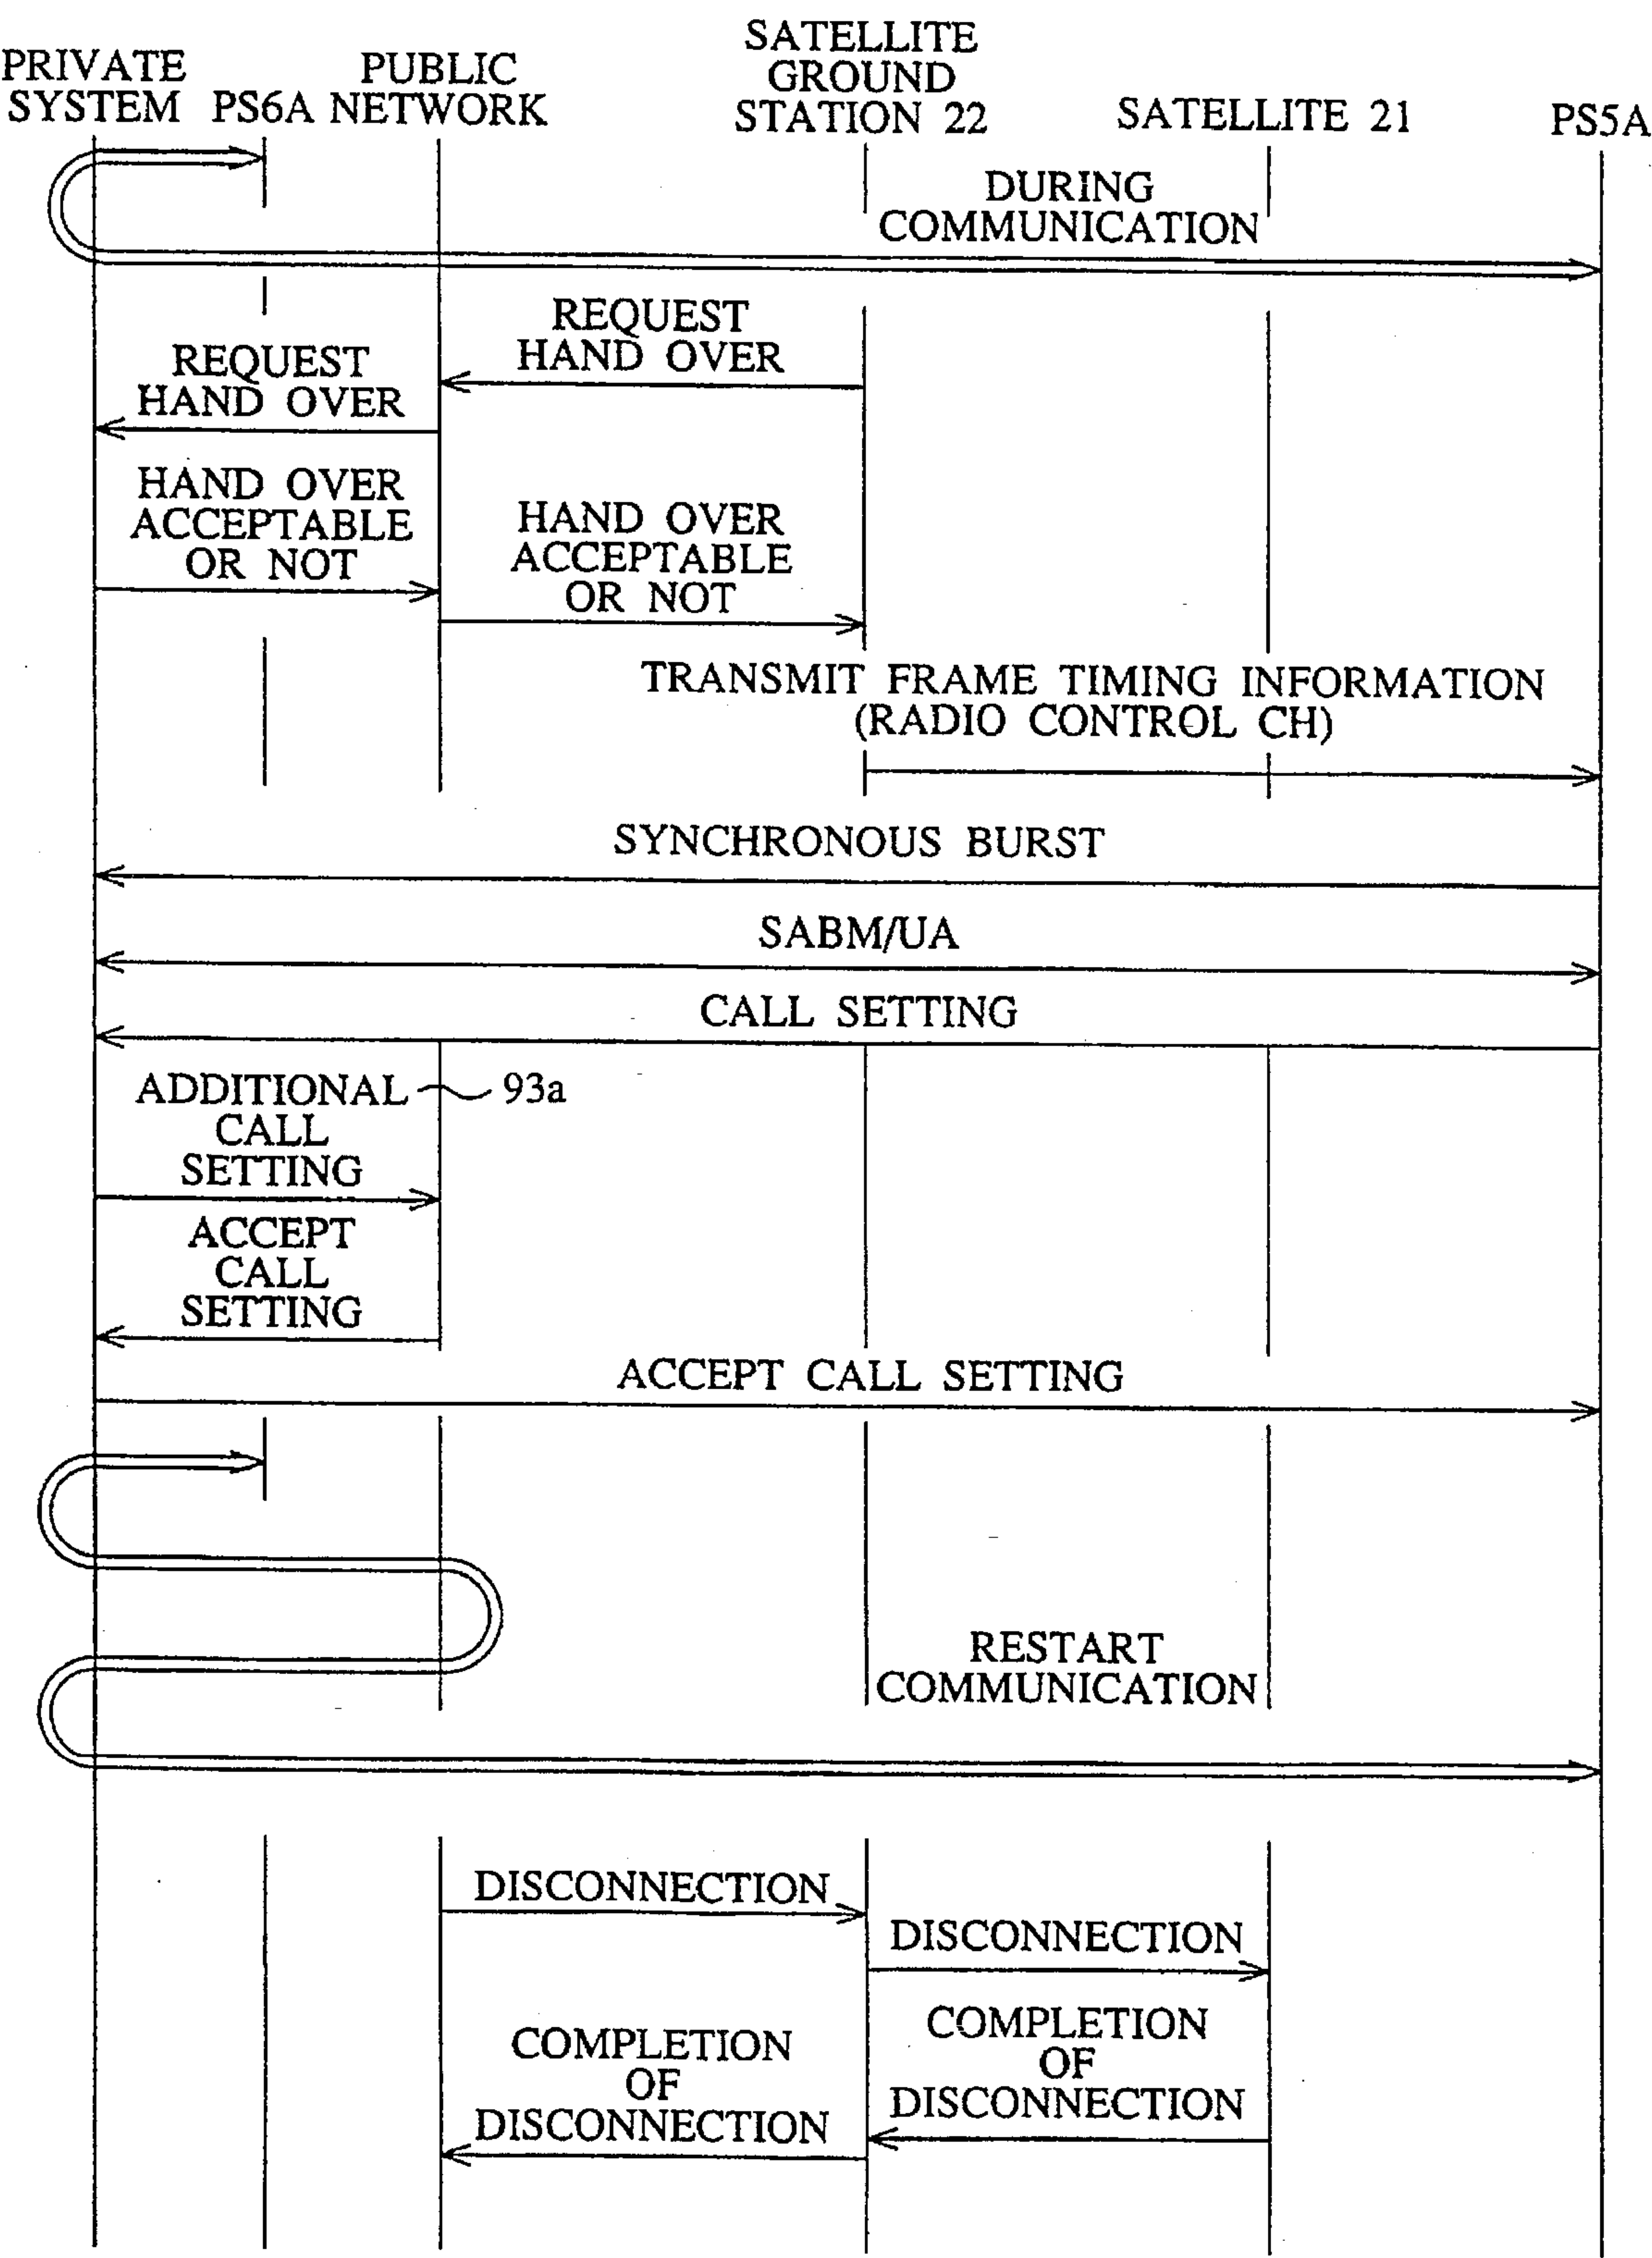 PRIVATE
SYSTEM
PS6A
PUBLIC
NETWORK
SATELLITE
GROUND
STATION 22
SATELLITE 21
PS5A
DURING
COMMUNICATION
REQUEST
HAND OVER
REQUEST
HAND OVER
HAND OVER
ACCEPTABLE
OR NOT
HAND OVER
ACCEPTABLE
OR NOT
TRANSMIT FRAME TIMING INFORMATION
(RADIO CONTROL CH)
SYNCHRONOUS BURST
SABM/UA
CALL SETTING
ADDITIONAL
CALL
SETTING
93a
ACCEPT
CALL
SETTING
ACCEPT CALL SETTING
RESTART
COMMUNICATION
DISCONNECTION
DISCONNECTION
COMPLETION
OF
DISCONNECTION
COMPLETION
OF
DISCONNECTION